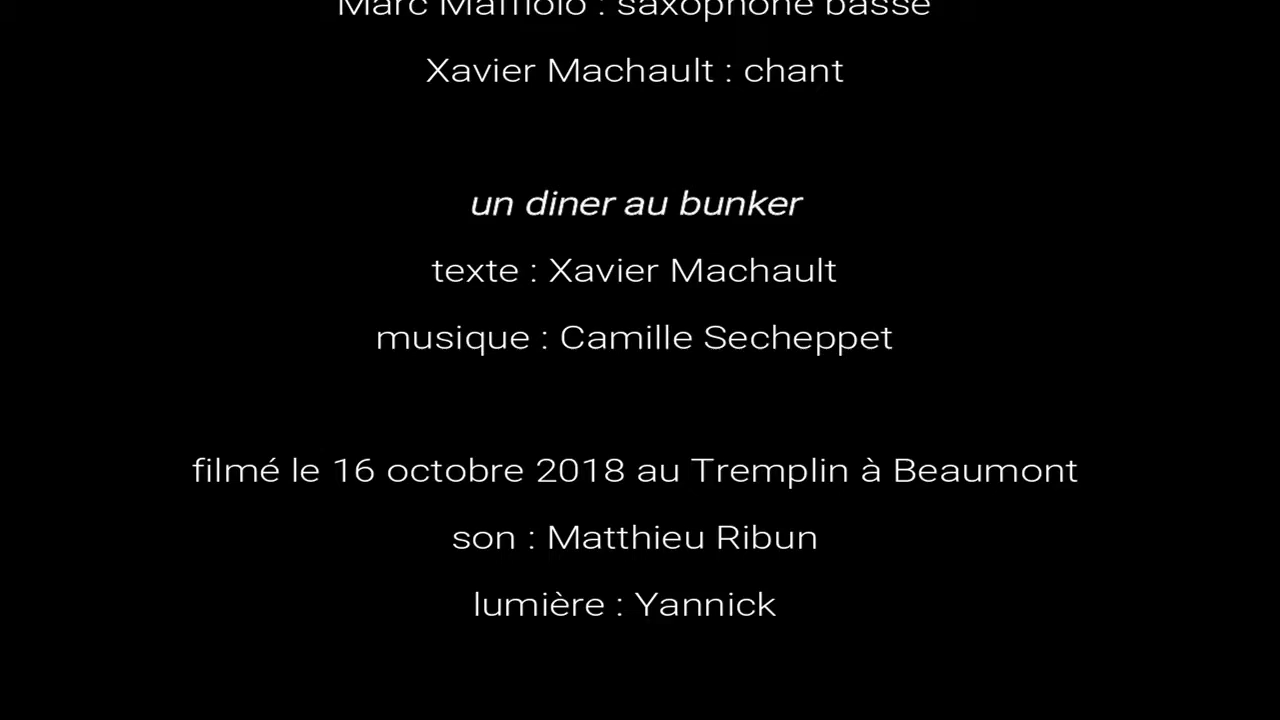 Marc Maffiolo : saxophone basse
Xavier Machault : chant
un diner au bunker
texte : Xavier Machault
musique : Camille Secheppet
filmé le 16 octobre 2018 au Tremplin à Beaumont
son : Matthieu Ribun
lumière : Yannick